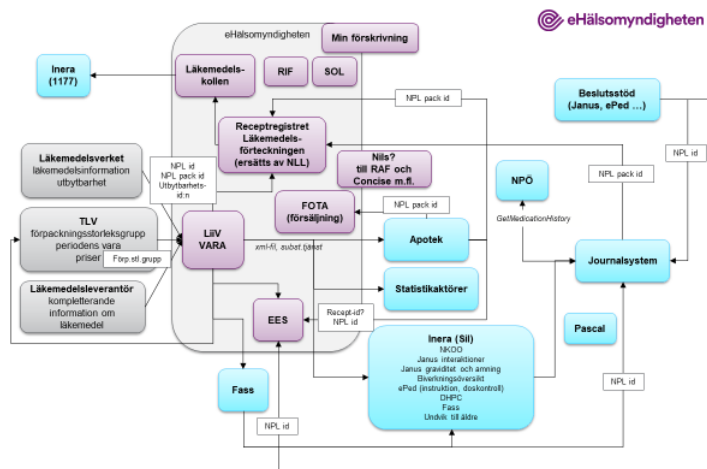 eHälsomyndigheten
eHälsomyndigheten
Min förskrivning
Inera
(1177)
Läkemedels-
kollen
RIF
SOL
Beslutsstöd
(Janus, ePed ...)
NPL pack id
Receptregistret
Läkemedels-
förteckningen
(ersätts av NLL)
NPL id
Läkemedelsverket
läkemedelsinformation
utbytbarhet
NPL id
NPL pack id
Utbytbarhets-
id:n
Nils?
till RAF och
Concise m.fl.
NPÖ
NPL pack id
TLV
förpackningsstorleksgrupp
periodens vara
priser
Förp.stl.grupp
FOTA
(försäljning)
NPL pack id
GetMedicationHistory
LiiV
VARA
xml-fil, aubat.tjänat
Apotek
Journalsystem
Läkemedelsleverantör
kompletterande
information om
läkemedel
Statistikaktörer
EES
Recept-id?
NPL id
Pascal
Inera (Sil)
NKOO
Janus interaktioner
Janus graviditet och amning
Biverkningsöversikt
ePed (instruktion, doskontroll)
DHPC
Fass
Undvik till äldre
Fass
NPL id
NPL id